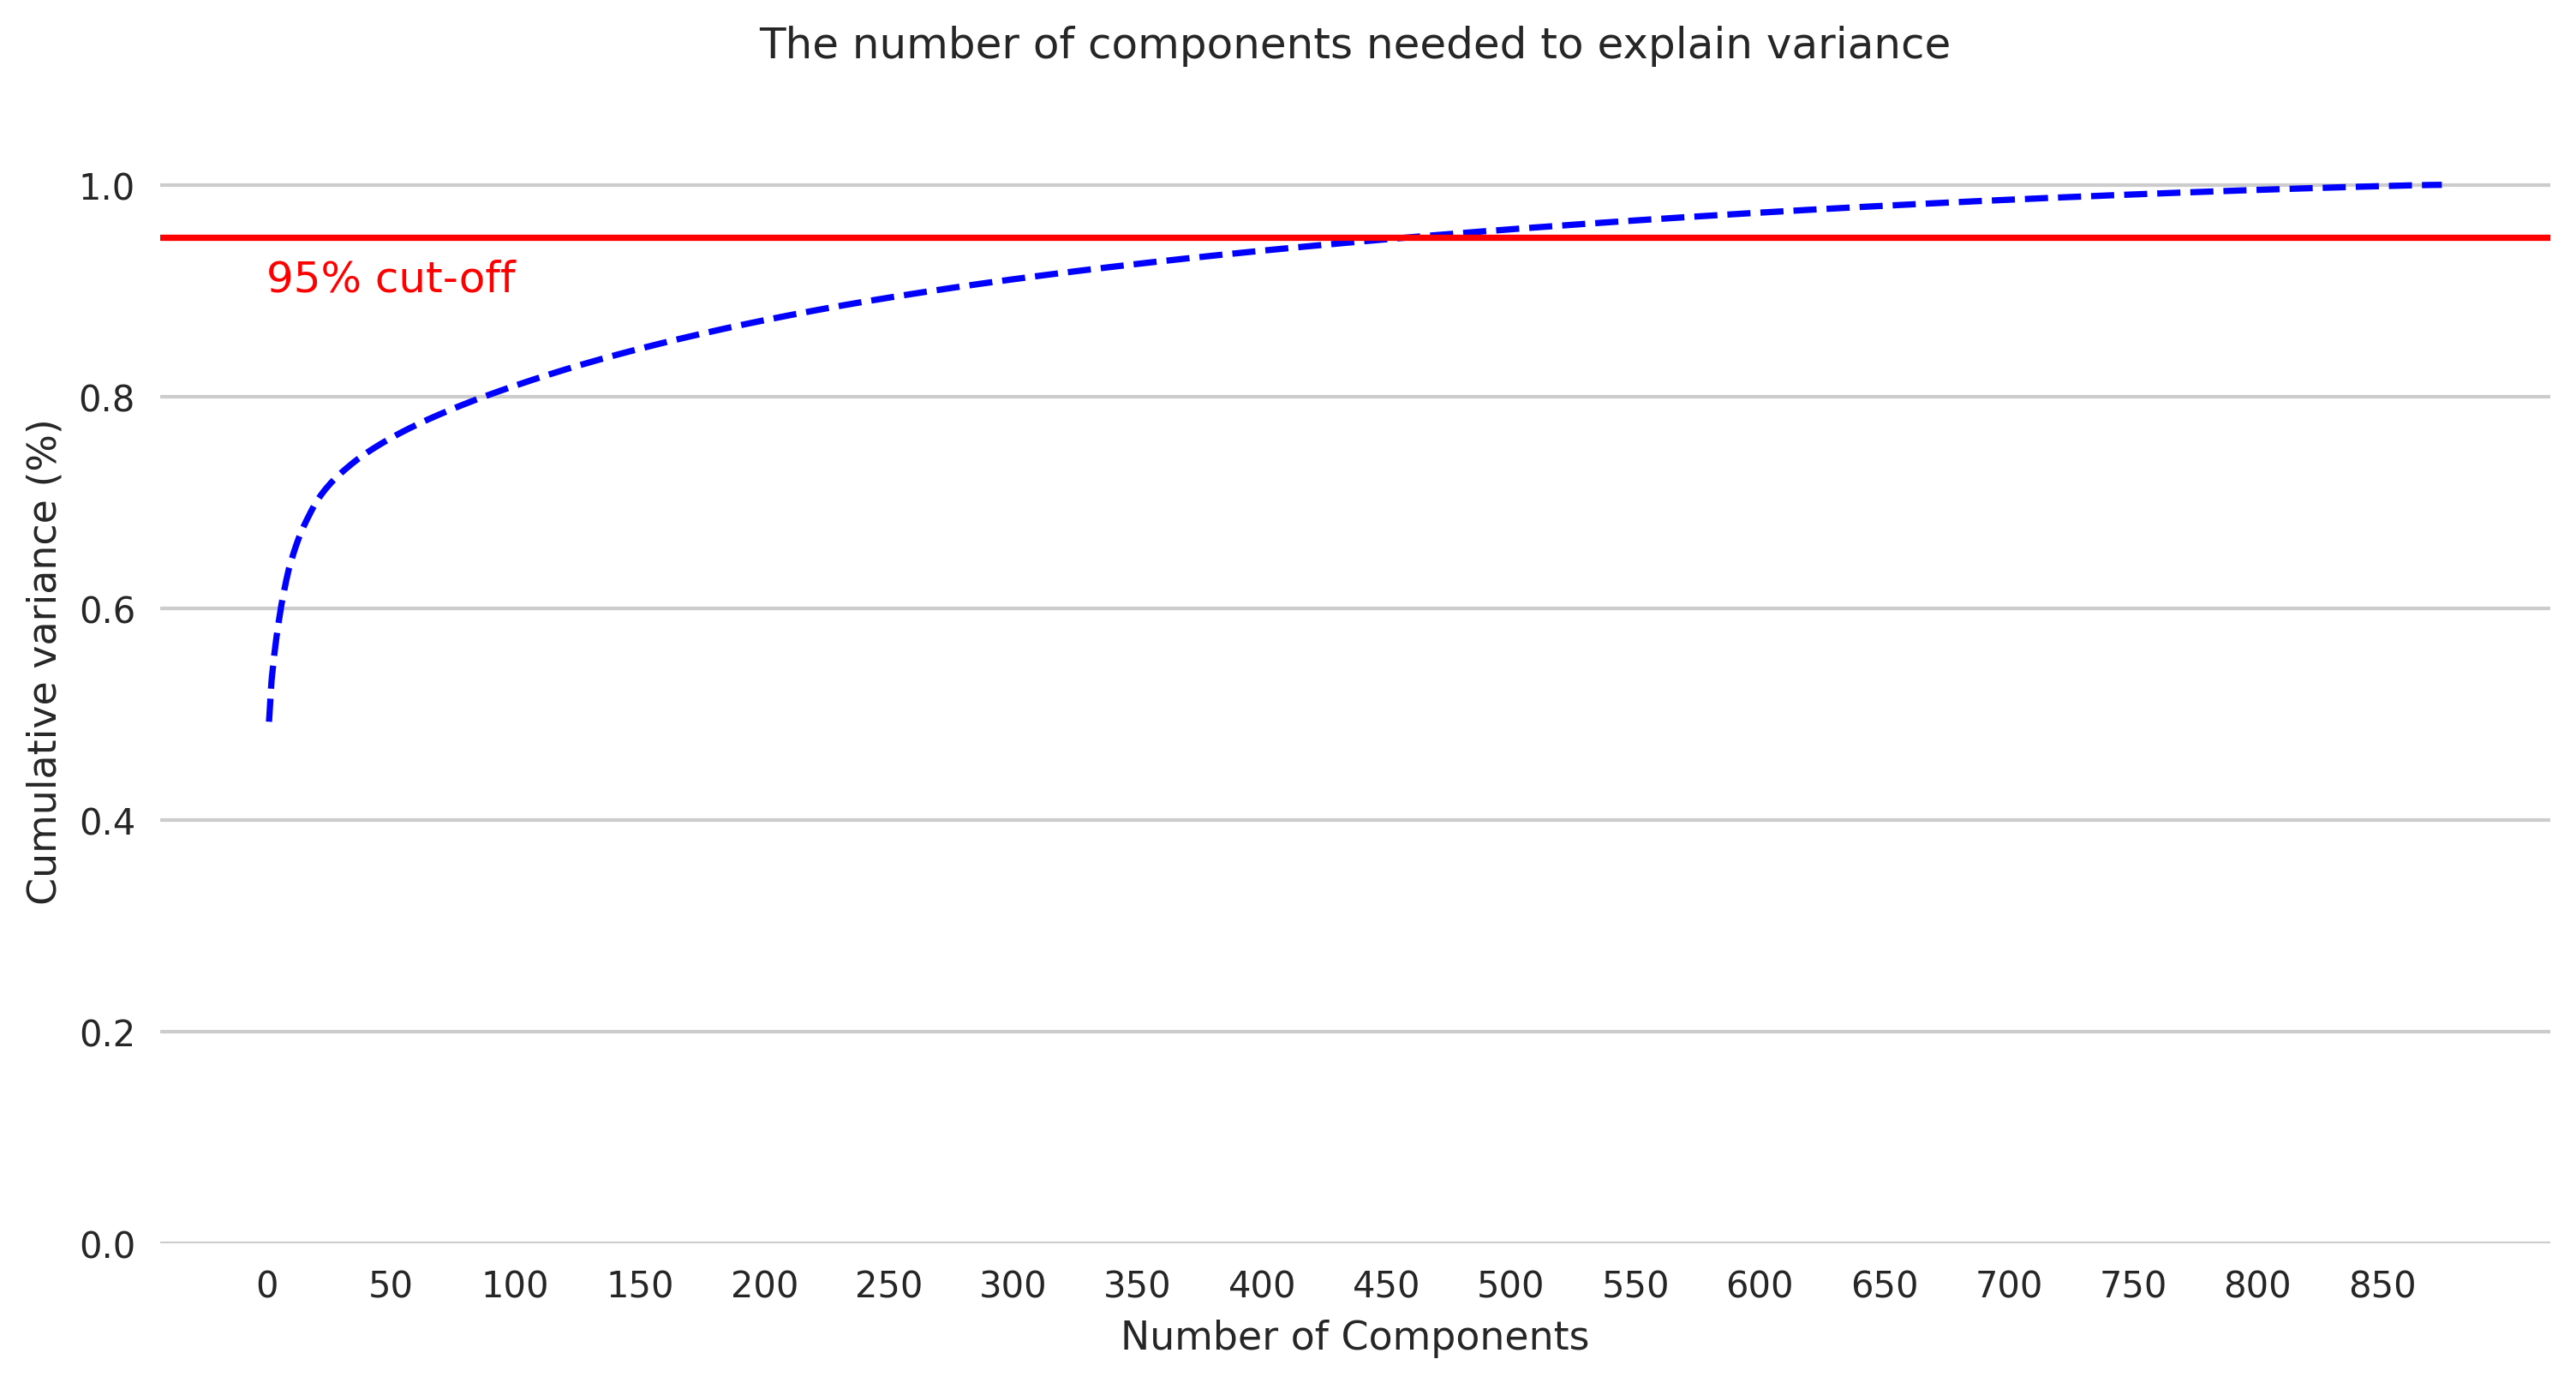 The number of components needed to explain variance
1.0
95% cut-off
0.8
0.6
0.4
0.2
0.0
Cumulative variance (%)
0 50 100 150 200 250 300 350 400 450 500 550 600 650 700 750 800 850
Number of Components